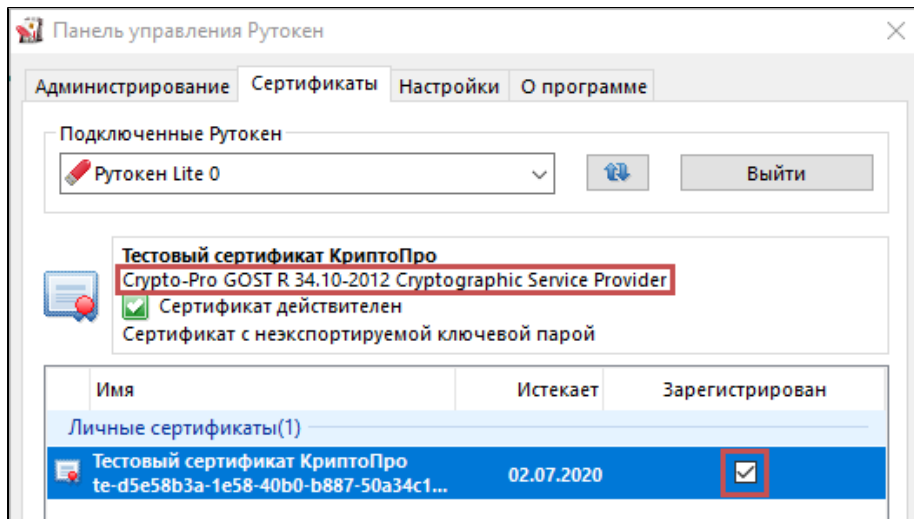 Панель управления Рутокен
Администрирование Сертификаты Настройки О программе
Подключенные Рутокен
Рутокен Lite 0 Выйти
Тестовый сертификат КриптоПро
Crypto-Pro GOST R 34.10-2012 Cryptographic Service Provider
Сертификат действителен
Сертификат с неэкспортируемой ключевой парой
Имя Истекает Зарегистрирован
Личные сертификаты(1)
Тестовый сертификат КриптоПро
te-d5e58b3a-1e58-40b0-b887-50a34c1... 02.07.2020